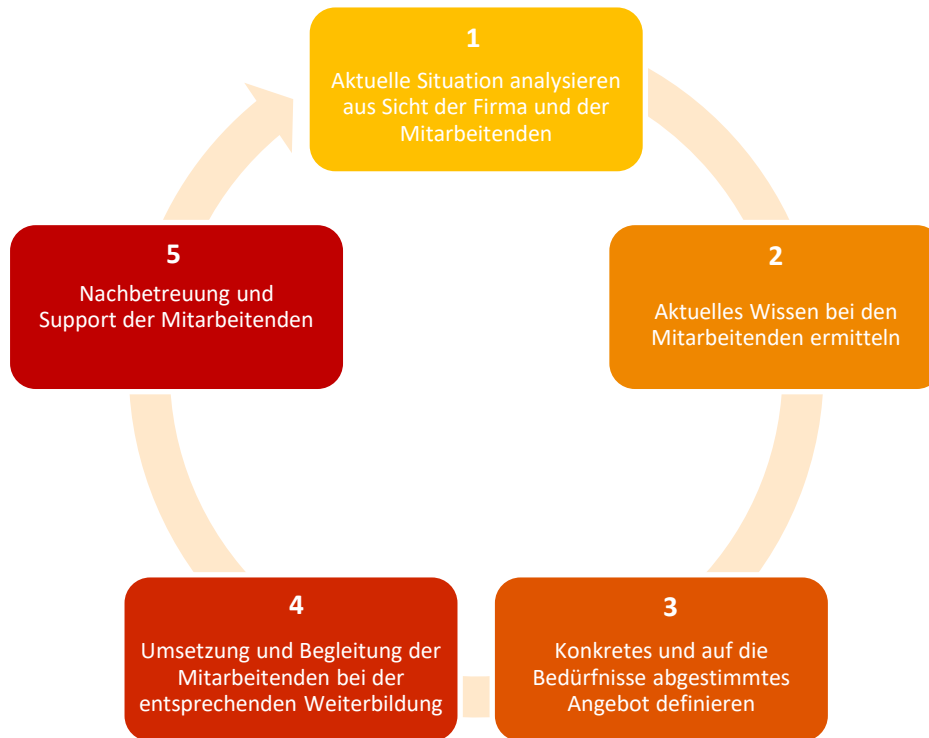 1
Aktuelle Situation analysieren
aus Sicht der Firma und der
Mitarbeitenden
2
Aktuelles Wissen bei den
Mitarbeitenden ermitteln
3
Konkretes und auf die
Bedürfnisse abgestimmtes
Angebot definieren
4
Umsetzung und Begleitung der
Mitarbeitenden bei der
entsprechenden Weiterbildung
5
Nachbetreuung und
Support der Mitarbeitenden